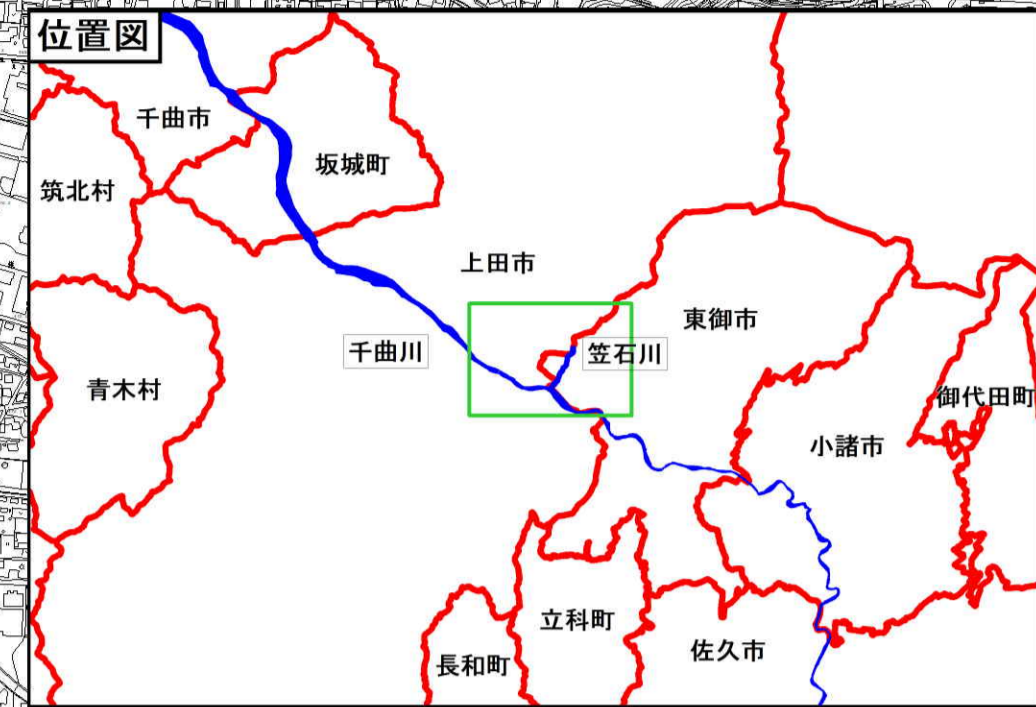 位置図
千曲市
坂城町
筑北村
上田市
東御市
千曲川
笠石川
青木村
御代田町
小諸市
立科町
佐久市
長和町